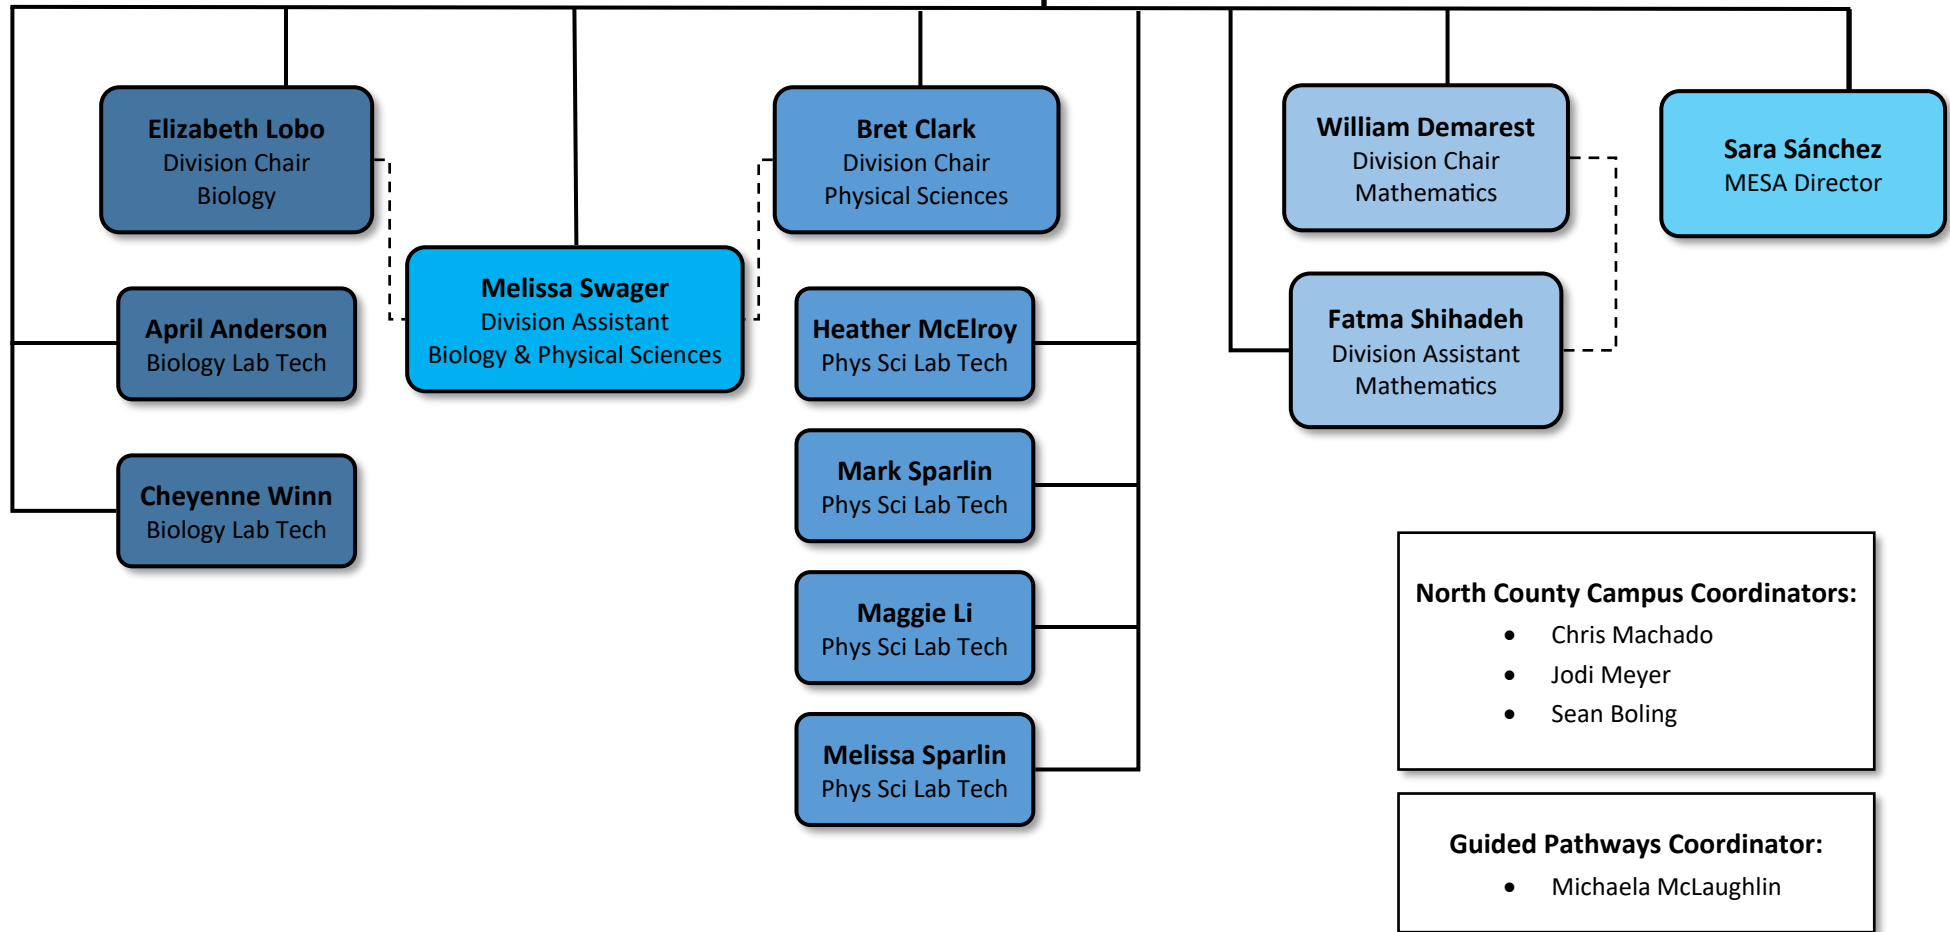 Elizabeth Lobo
Division Chair
Biology
Bret Clark
Division Chair
Physical Sciences
William Demarest
Division Chair
Mathematics
Sara Sánchez
MESA Director
April Anderson
Biology Lab Tech
Melissa Swager
Division Assistant
Biology & Physical Sciences
Heather McElroy
Phys Sci Lab Tech
Fatma Shihadeh
Division Assistant
Mathematics
Cheyenne Winn
Biology Lab Tech
Mark Sparlin
Phys Sci Lab Tech
Maggie Li
Phys Sci Lab Tech
Melissa Sparlin
Phys Sci Lab Tech
North County Campus Coordinators:
• Chris Machado
• Jodi Meyer
• Sean Boling
Guided Pathways Coordinator:
• Michaela McLaughlin